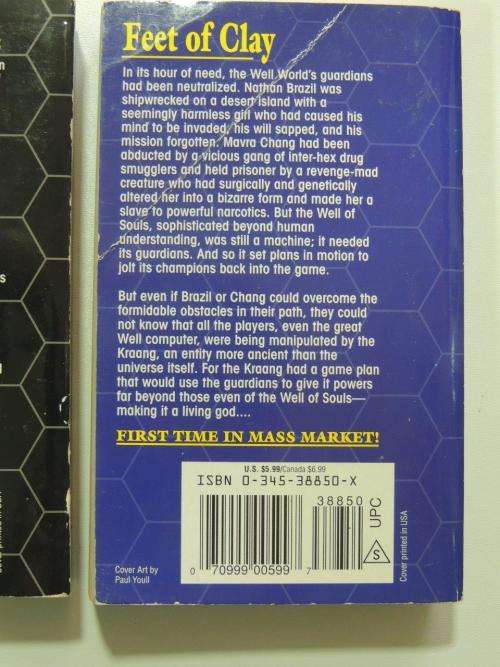 Feet of Clay
In its hour of need, the Well World's guardians
had been neutralized. Nathan Brazil was
shipwrecked on a desert island with a
seemingly harmless girl who had caused his
mind to be invaded, his will sapped, and his
mission forgotten. Mavra Chang had been
abducted by a vicious gang of inter-hex drug
smugglers and held prisoner by a revenge-mad
creature who had surgically and genetically
altered her into a bizarre form and made her a
slave to powerful narcotics. But the Well of
Souls, sophisticated beyond human
understanding, was still a machine; it needed
its guardians. And so it set plans in motion to
jolt its champions back into the game.
But even if Brazil or Chang could overcome the
formidable obstacles in their path, they could
not know that all the players, even the great
Well computer, were being manipulated by the
Kraang, an entity more ancient than the
universe itself. For the Kraang had a game plan
that would use the guardians to give it powers
far beyond those even of the Well of Souls—
making it a living god....
FIRST TIME IN MASS MARKET!
U.S. $5.99/Canada $6.99
ISBN 0-345-38850-X
38850
0 70999 00599 7
UPC
S
Cover printed in USA
Cover Art by
Paul Youll